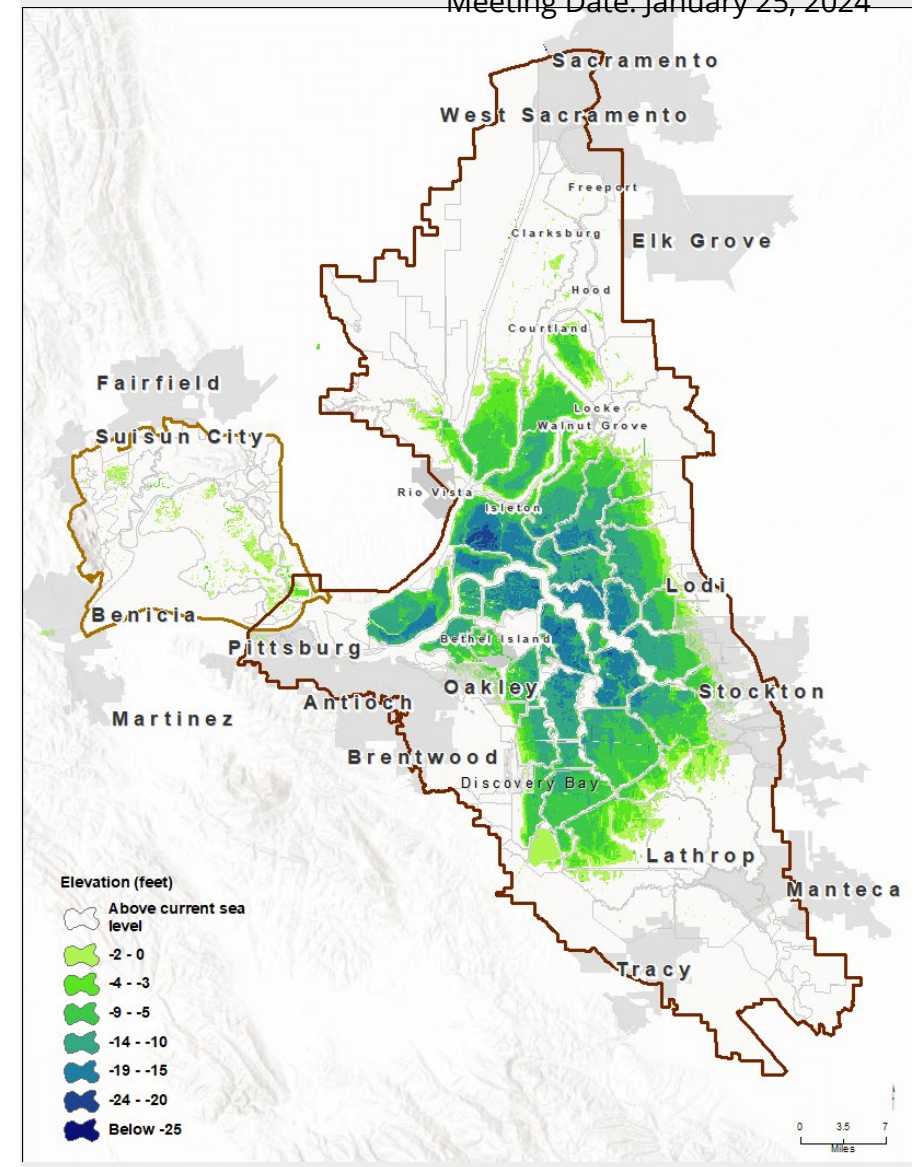 Meeting Date: January 25, 2024
Sacramento
West Sacramento
Freeport
Clarksburg
Elk Grove
Hood
Courtland
Fairfield
Locke
Walnut Grove
Suisun City
Rio Vista
Isleton
Lodi
Benicia
Bethel Island
Pittsburg
Oakley
Stockton
Antioch
Martinez
Brentwood
Discovery Bay
Lathrop
Manteca
Tracy
Elevation (feet)
Above current sea
level
-2 - 0
-4 - -3
-9 - -5
-14 - -10
-19 - -15
-24 - -20
Below -25
0 3.5 7
Miles